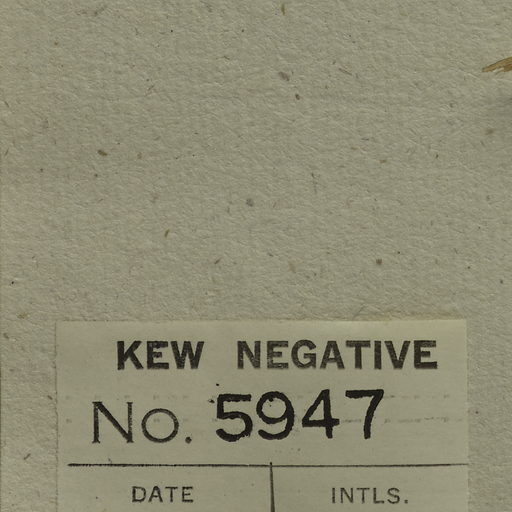 KEW NEGATIVE
No. 5947
DATE INTLS.